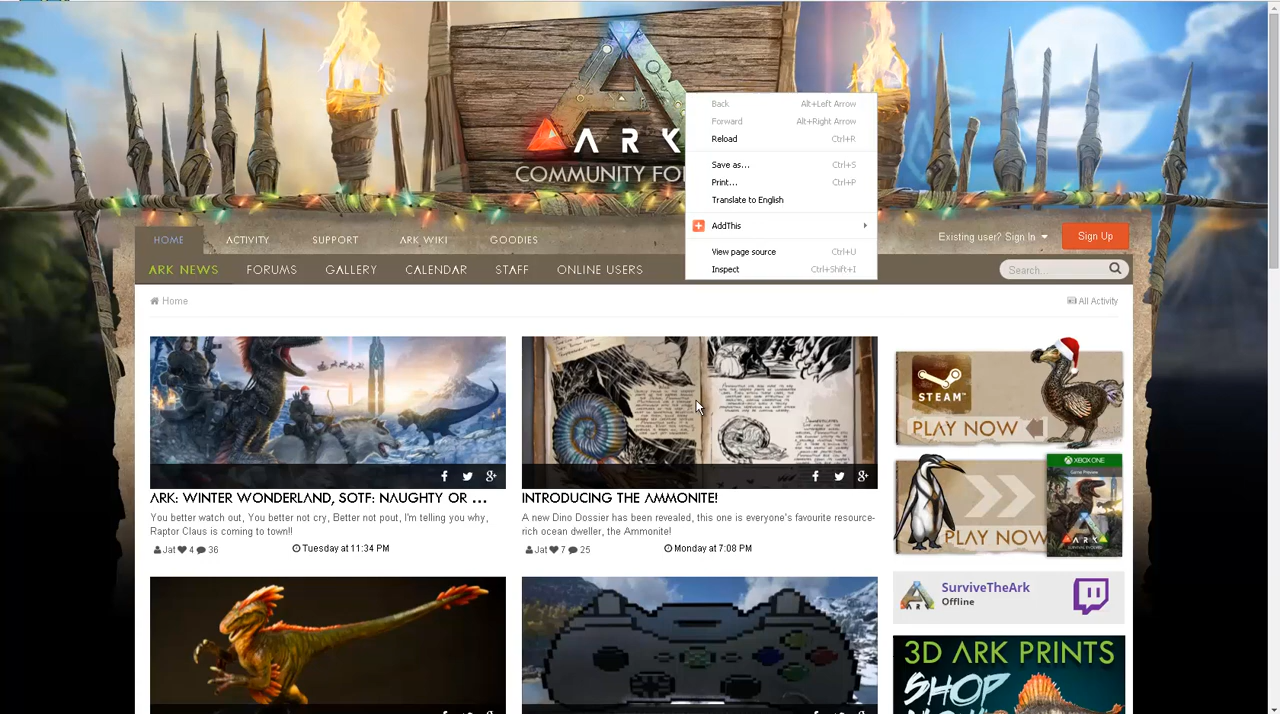 ARK
COMMUNITY FO
Back Alt+Left Arrow
Forward Alt+Right Arrow
Reload Ctrl+R
Save as... Ctrl+S
Print... Ctrl+P
Translate to English
AddThis
View page source Ctrl+U
Inspect Ctrl+Shift+I
HOME ACTIVITY SUPPORT ARK WIKI GOODIES
Existing user? Sign In Sign Up
ARK NEWS FORUMS GALLERY CALENDAR STAFF ONLINE USERS
Search...
Home
All Activity
ARK: WINTER WONDERLAND, SOTF: NAUGHTY OR ...
You better watch out, You better not cry, Better not pout, I'm telling you why,
Raptor Claus is coming to town!!
Jat 4 36 Tuesday at 11:34 PM
INTRODUCING THE AMMONITE!
A new Dino Dossier has been revealed, this one is everyone's favourite resource-
rich ocean dweller, the Ammonite!
Jat 7 25 Monday at 7:08 PM
STEAM™
PLAY NOW
XBOX ONE
Game Preview
ARK
PLAY NOW
SurviveTheArk
Offline
3D ARK PRINTS
SHOP